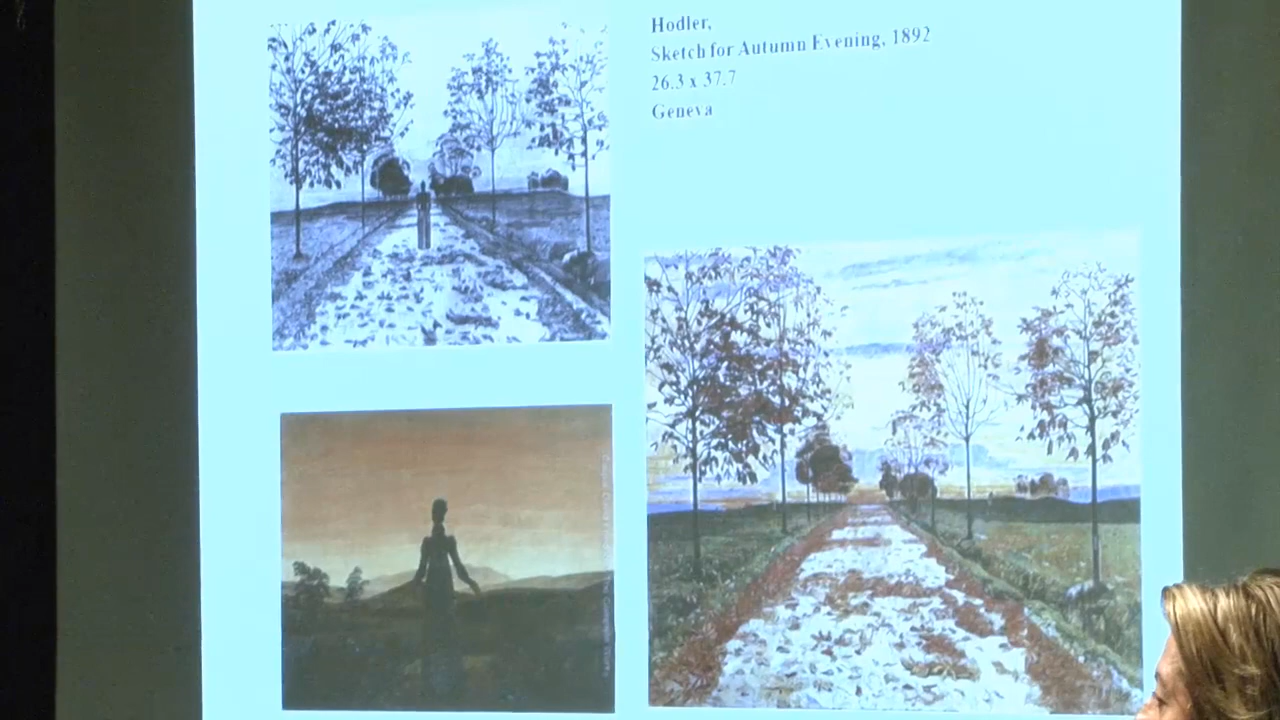 Hodler,
Sketch for Autumn Evening, 1892
26.3 x 37.7
Geneva